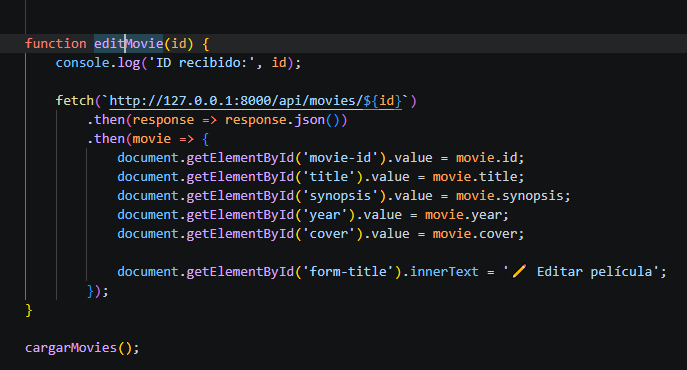 function editMovie(id) {
    console.log('ID recibido:', id);
    fetch(`http://127.0.0.1:8000/api/movies/${id}`)
        .then(response => response.json())
        .then(movie => {
            document.getElementById('movie-id').value = movie.id;
            document.getElementById('title').value = movie.title;
            document.getElementById('synopsis').value = movie.synopsis;
            document.getElementById('year').value = movie.year;
            document.getElementById('cover').value = movie.cover;
            document.getElementById('form-title').innerText = '✏️ Editar película';
        });
}
cargarMovies();